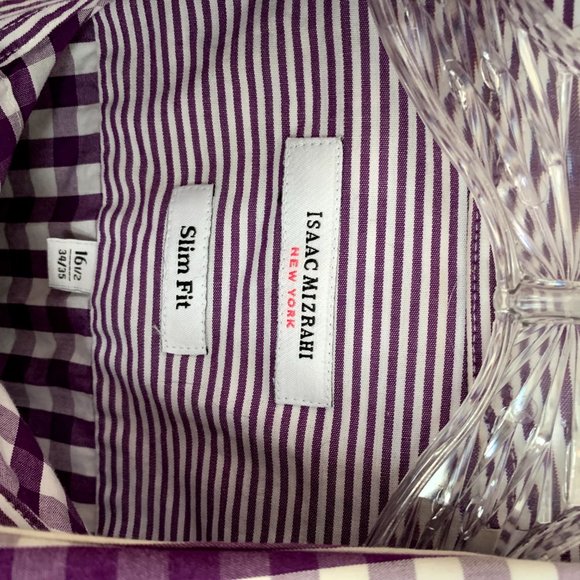 ISAAC MIZRAHI
NEW YORK
Slim Fit
16 1/2
34/35